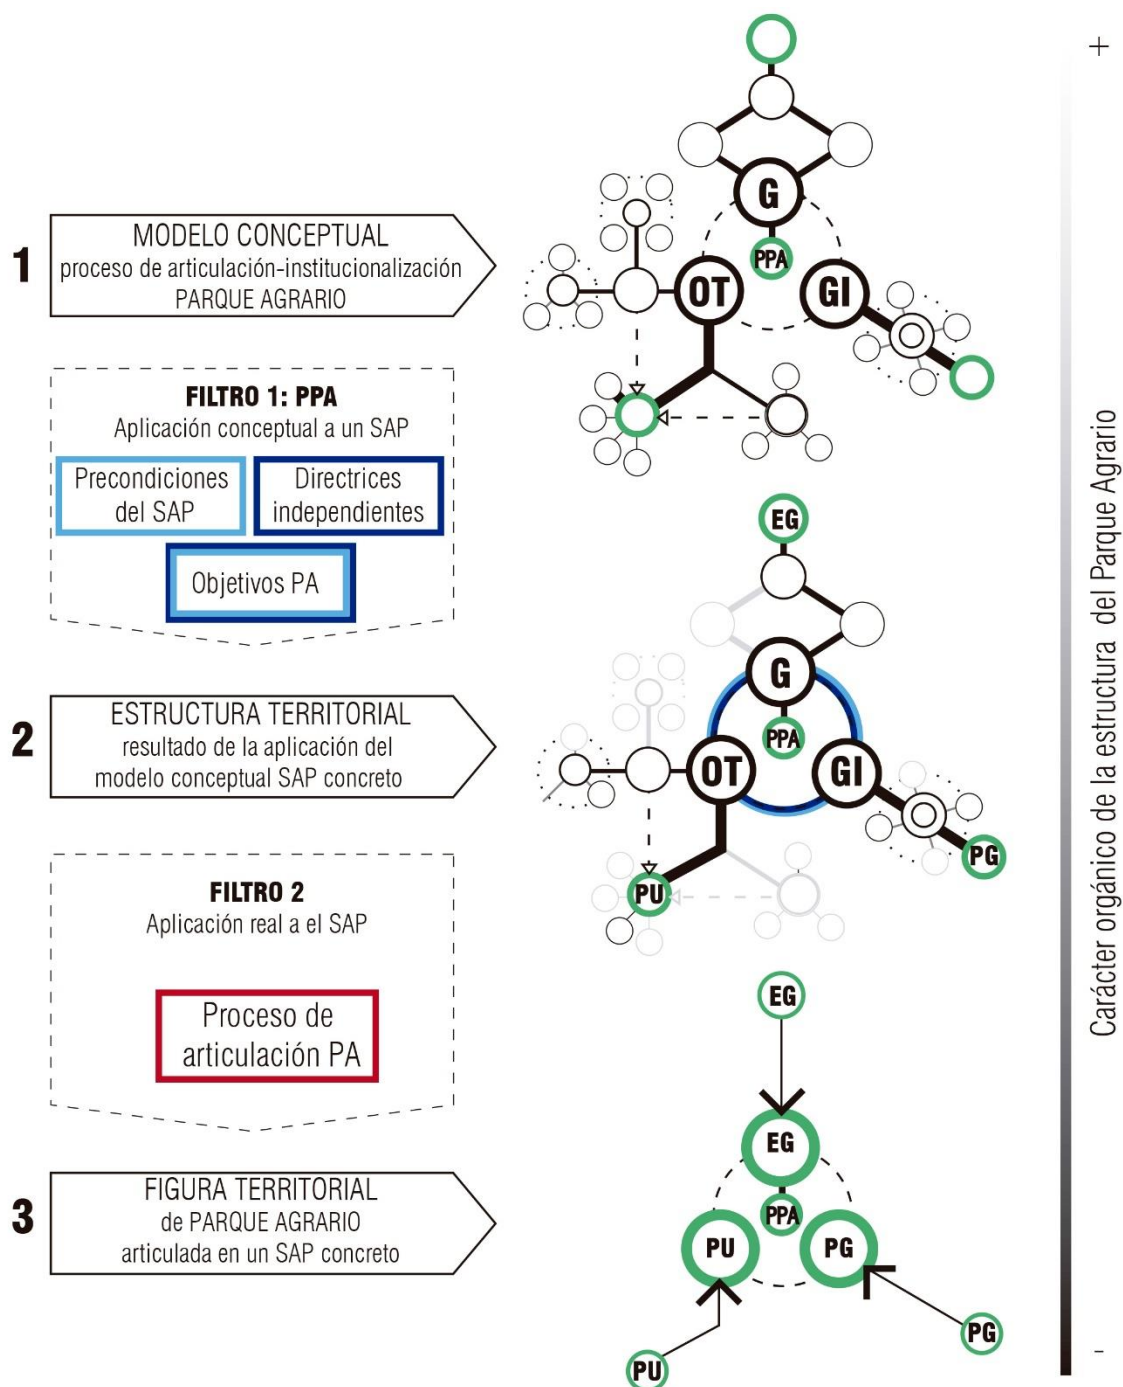 +
1
MODELO CONCEPTUAL
proceso de articulación-institucionalización
PARQUE AGRARIO
G
PPA
OT
GI
FILTRO 1: PPA
Aplicación conceptual a un SAP
Precondiciones
del SAP
Directrices
independientes
Objetivos PA
2
ESTRUCTURA TERRITORIAL
resultado de la aplicación del
modelo conceptual SAP concreto
EG
G
PPA
OT
GI
PG
PU
FILTRO 2
Aplicación real a el SAP
Proceso de
articulación PA
3
FIGURA TERRITORIAL
de PARQUE AGRARIO
articulada en un SAP concreto
EG
EG
PPA
PU
PG
PG
PU
Carácter orgánico de la estructura del Parque Agrario
-